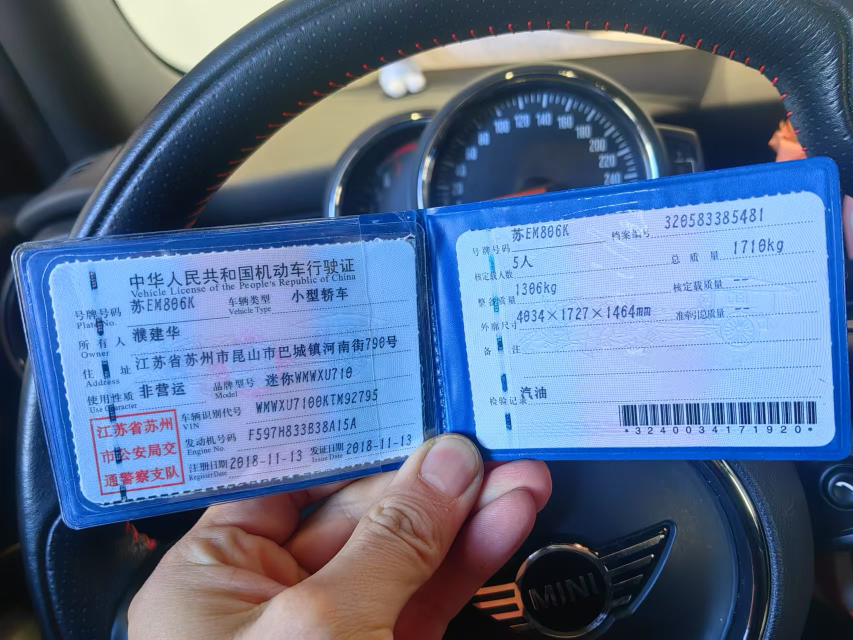 中华人民共和国机动车行驶证
Vehicle License of the People's Republic of China
号牌号码 苏EM806K 车辆类型 小型轿车
Plate No. Vehicle Type
所有人 濮建华
Owner
住址 江苏省苏州市昆山市巴城镇河南街790号
Address
使用性质 非营运 品牌型号 迷你WMWXU710
Use Character Model
车辆识别代号 WMWXU7100KTM92795
VIN
发动机号码 F597H833B38A15A
Engine No.
注册日期 2018-11-13 发证日期 2018-11-13
Register Date Issue Date
江苏省苏州
市公安局交
通警察支队
号牌号码 苏EM806K 档案编号 320583385481
核定载人数 5人 总质量 1710kg
整备质量 1306kg 核定载质量 --
外廓尺寸 4034×1727×1464mm 准牵引总质量 --
备注
检验记录 汽油
*3240034171920*
80 100 120 140 160 180 200 220 240
MINI